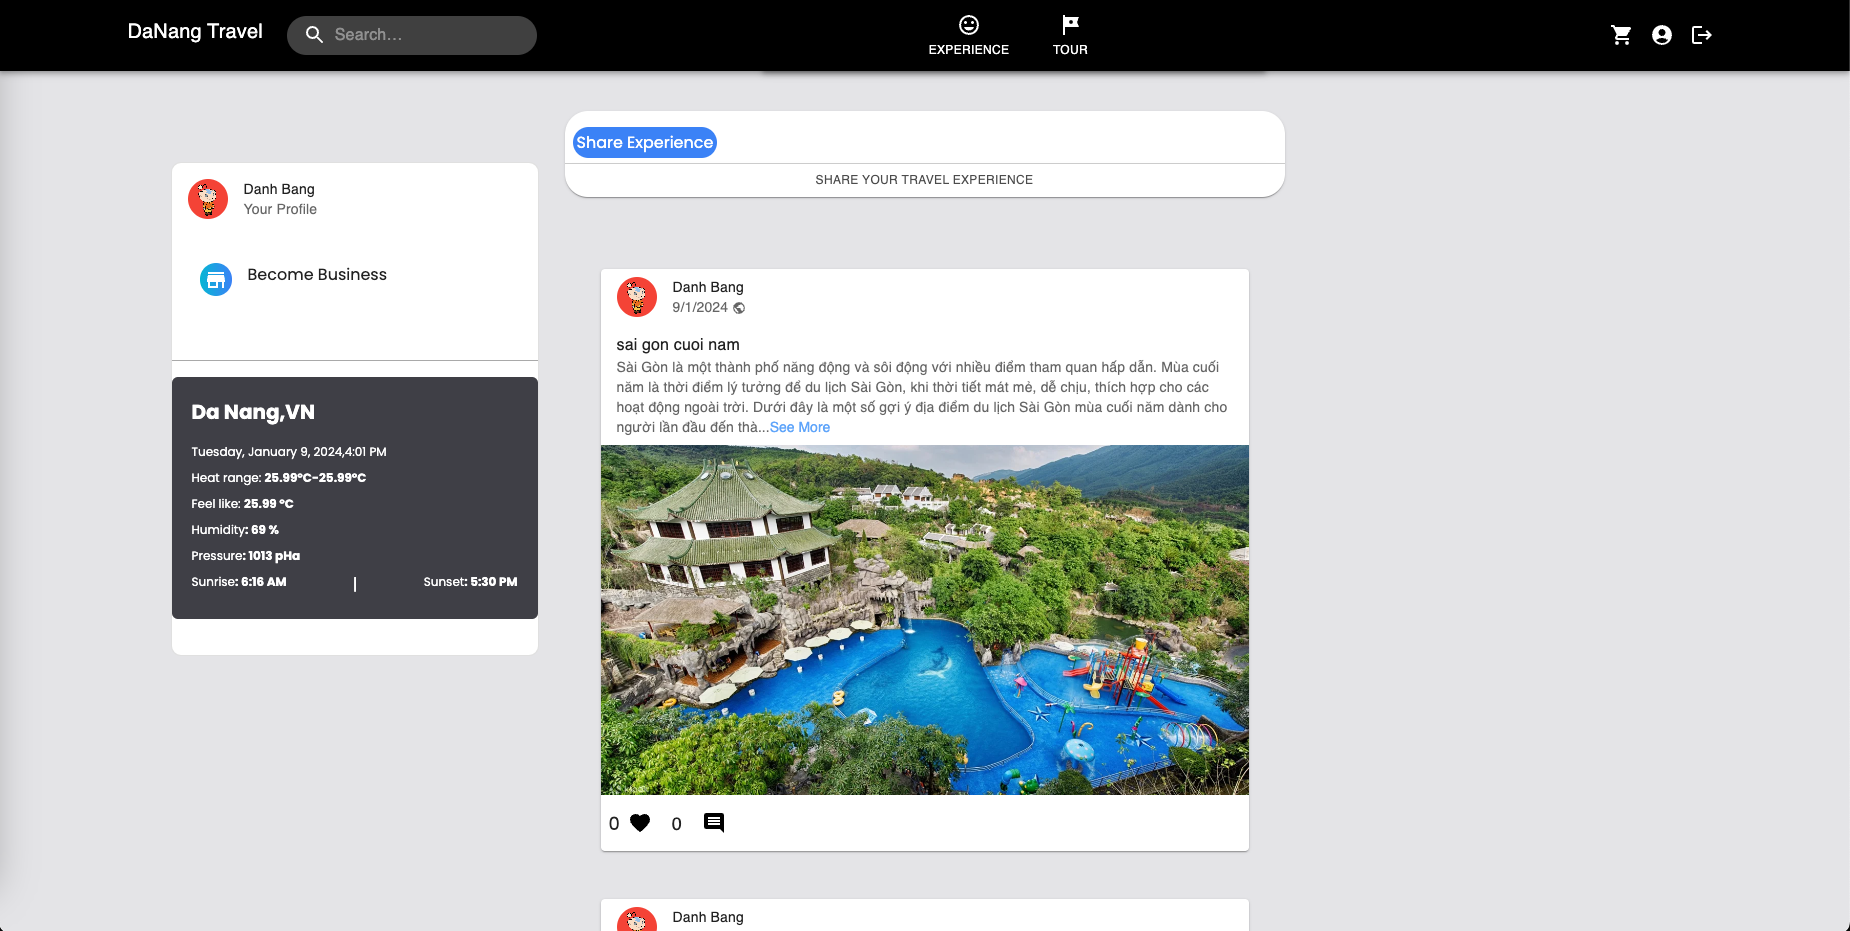 DaNang Travel
Search...
EXPERIENCE
TOUR
Share Experience
SHARE YOUR TRAVEL EXPERIENCE
Danh Bang
Your Profile
Become Business
Da Nang,VN
Tuesday, January 9, 2024,4:01 PM
Heat range: 25.99°C-25.99°C
Feel like: 25.99 °C
Humidity: 69 %
Pressure: 1013 pHa
Sunrise: 6:16 AM | Sunset: 5:30 PM
Danh Bang
9/1/2024
sai gon cuoi nam
Sài Gòn là một thành phố năng động và sôi động với nhiều điểm tham quan hấp dẫn. Mùa cuối
năm là thời điểm lý tưởng để du lịch Sài Gòn, khi thời tiết mát mẻ, dễ chịu, thích hợp cho các
hoạt động ngoài trời. Dưới đây là một số gợi ý địa điểm du lịch Sài Gòn mùa cuối năm dành cho
người lần đầu đến thà...See More
0
0
Danh Bang